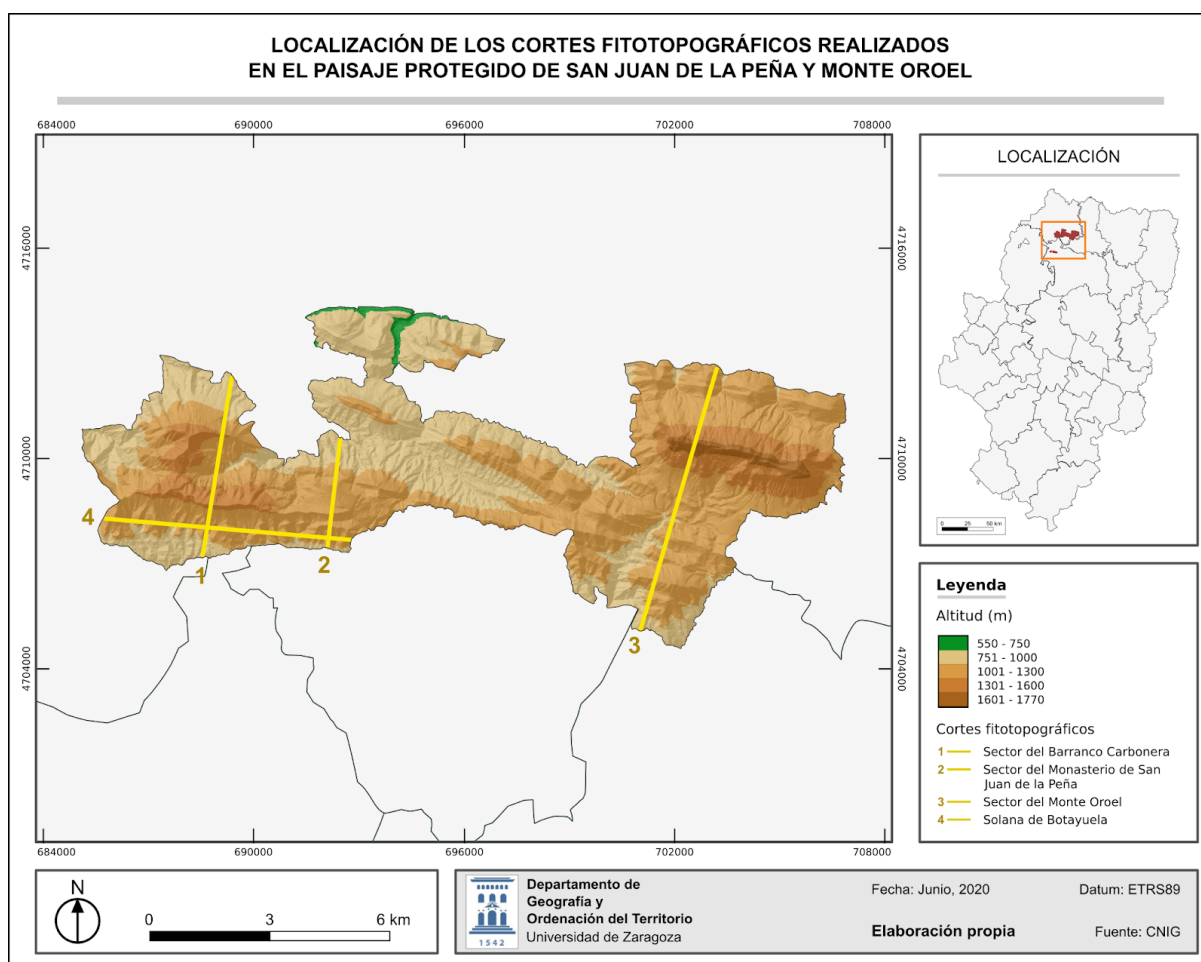 LOCALIZACIÓN DE LOS CORTES FITOTOPOGRÁFICOS REALIZADOS
EN EL PAISAJE PROTEGIDO DE SAN JUAN DE LA PEÑA Y MONTE OROEL
684000
690000
696000
702000
708000
4716000
4716000
4710000
4710000
4704000
4704000
4
1
2
3
684000
690000
696000
702000
708000
LOCALIZACIÓN
0 25 50 km
Leyenda
Altitud (m)
550 - 750
751 - 1000
1001 - 1300
1301 - 1600
1601 - 1770
Cortes fitotopográficos
1 Sector del Barranco Carbonera
2 Sector del Monasterio de San
Juan de la Peña
3 Sector del Monte Oroel
4 Solana de Botayuela
N
0 3 6 km
1542
Departamento de
Geografía y
Ordenación del Territorio
Universidad de Zaragoza
Fecha: Junio, 2020
Datum: ETRS89
Elaboración propia
Fuente: CNIG